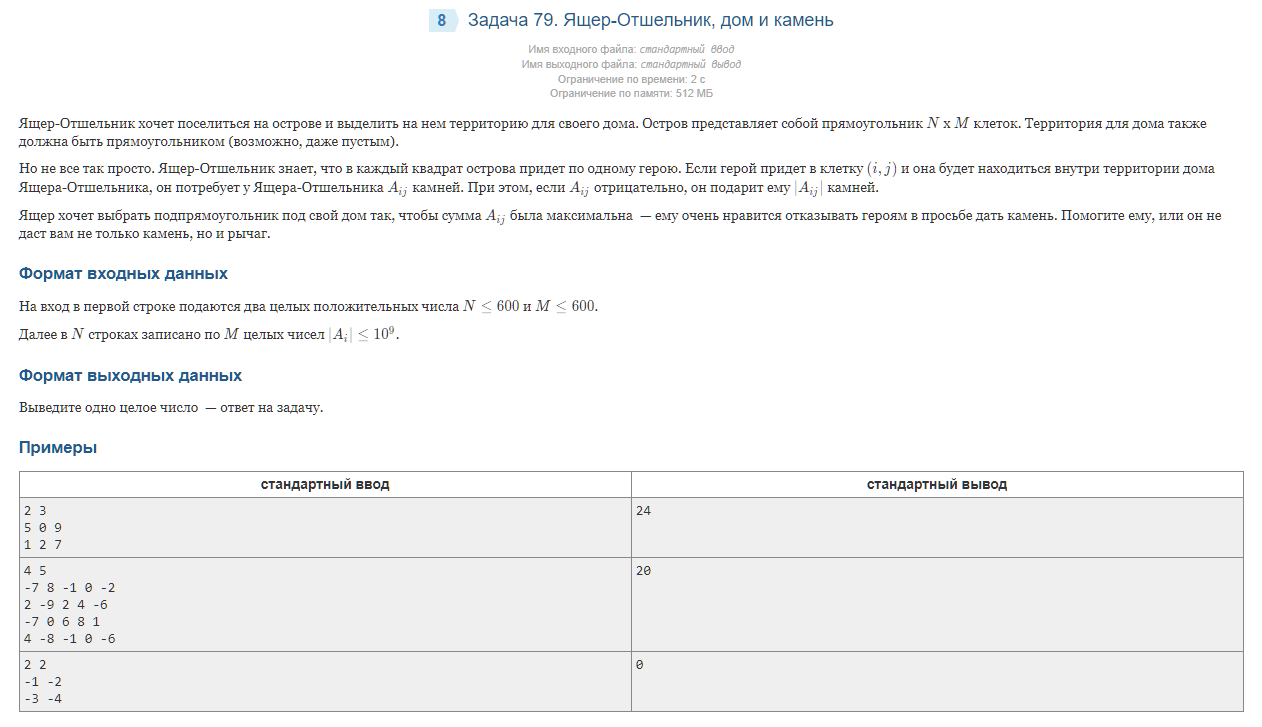 8 Задача 79. Ящер-Отшельник, дом и камень
Имя входного файла: стандартный ввод
Имя выходного файла: стандартный вывод
Ограничение по времени: 2 с
Ограничение по памяти: 512 МБ
Ящер-Отшельник хочет поселиться на острове и выделить на нем территорию для своего дома. Остров представляет собой прямоугольник N x M клеток. Территория для дома также
должна быть прямоугольником (возможно, даже пустым).
Но не все так просто. Ящер-Отшельник знает, что в каждый квадрат острова придет по одному герою. Если герой придет в клетку (i, j) и она будет находиться внутри территории дома
Ящера-Отшельника, он потребует у Ящера-Отшельника A_{ij} камней. При этом, если A_{ij} отрицательно, он подарит ему |A_{ij}| камней.
Ящер хочет выбрать подпрямоугольник под свой дом так, чтобы сумма A_{ij} была максимальна — ему очень нравится отказывать героям в просьбе дать камень. Помогите ему, или он не
даст вам не только камень, но и рычаг.
Формат входных данных
На вход в первой строке подаются два целых положительных числа N ≤ 600 и M ≤ 600.
Далее в N строках записано по M целых чисел |A_i| ≤ 10^9.
Формат выходных данных
Выведите одно целое число — ответ на задачу.
Примеры
стандартный ввод стандартный вывод
2 3 24
5 0 9
1 2 7
4 5 20
-7 8 -1 0 -2
2 -9 2 4 -6
-7 0 6 8 1
4 -8 -1 0 -6
2 2 0
-1 -2
-3 -4